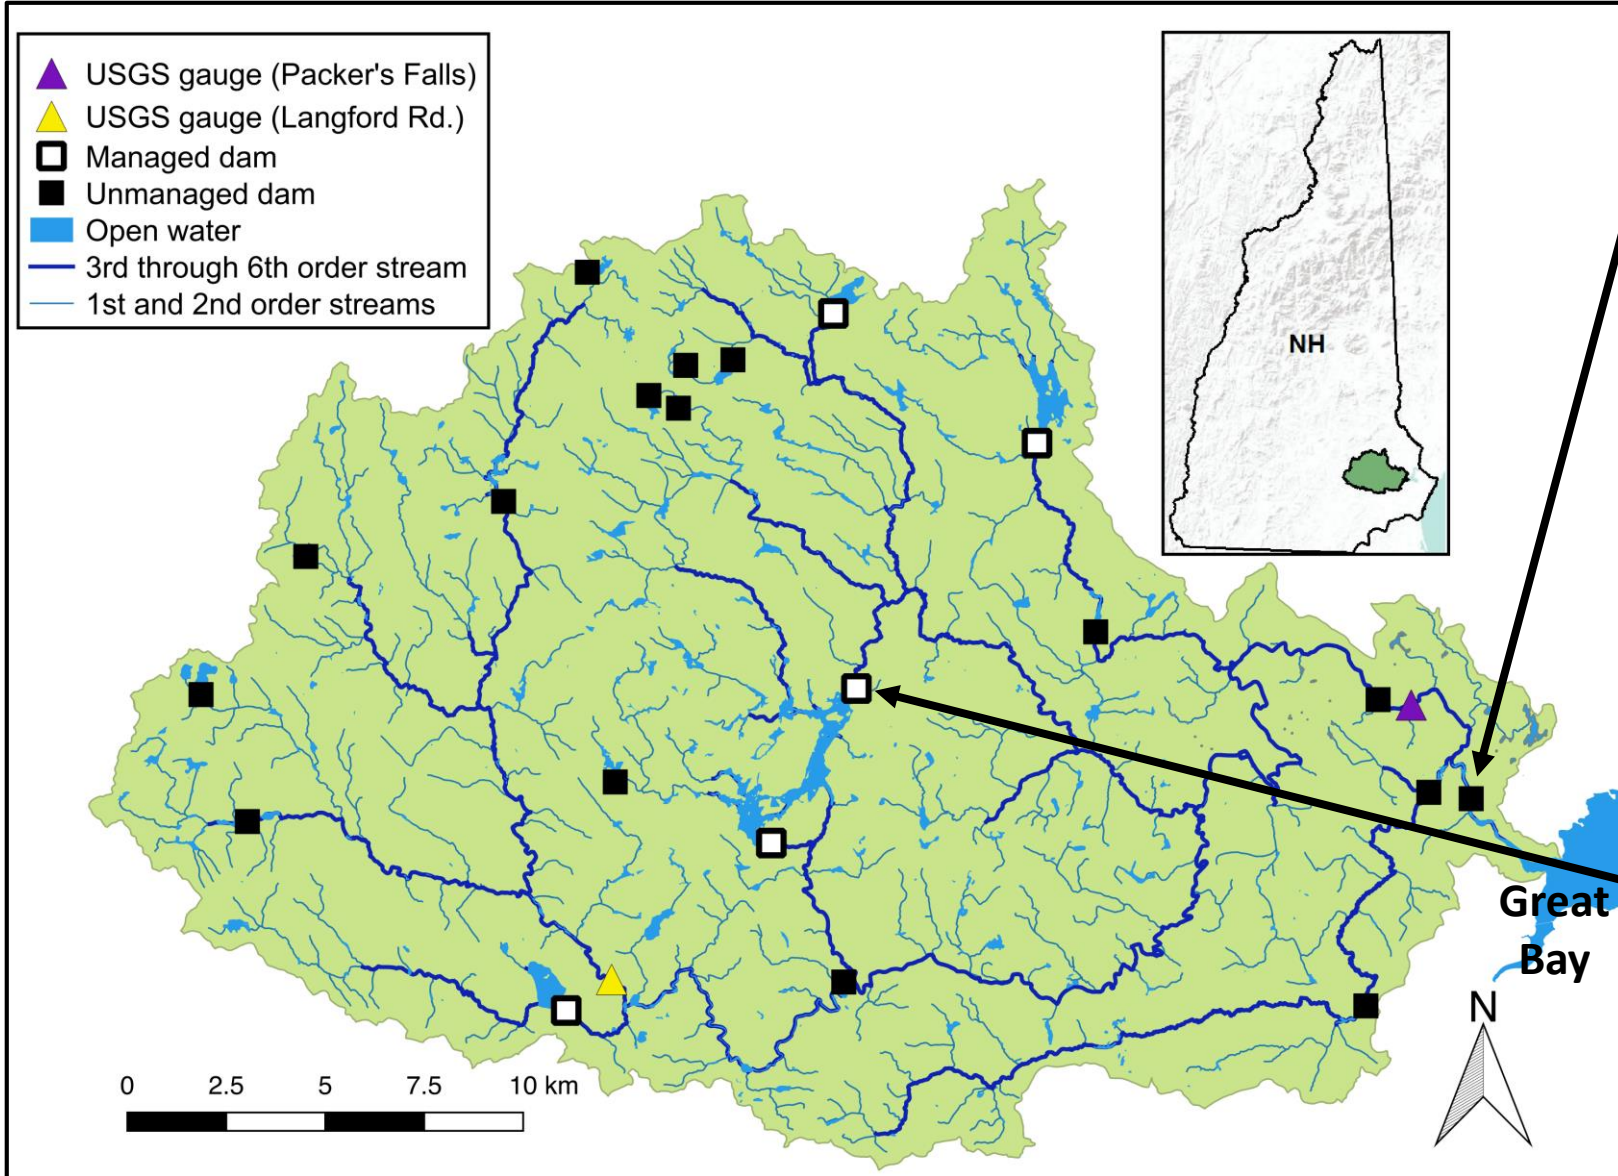 USGS gauge (Packer's Falls)
USGS gauge (Langford Rd.)
Managed dam
Unmanaged dam
Open water
3rd through 6th order stream
1st and 2nd order streams
NH
Great
Bay
N
0 2.5 5 7.5 10 km